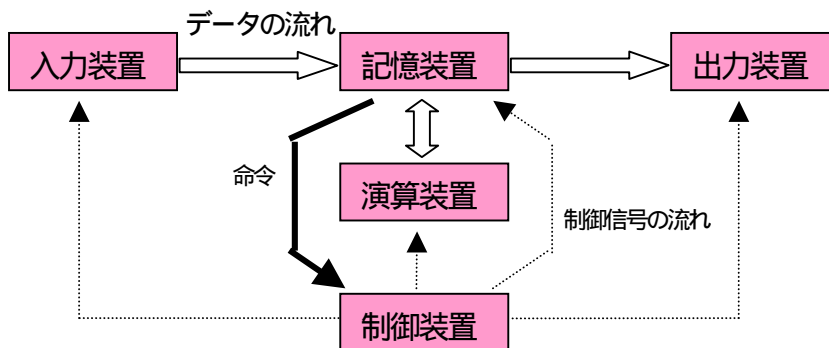 データの流れ
入力装置
記憶装置
出力装置
命令
演算装置
制御信号の流れ
制御装置